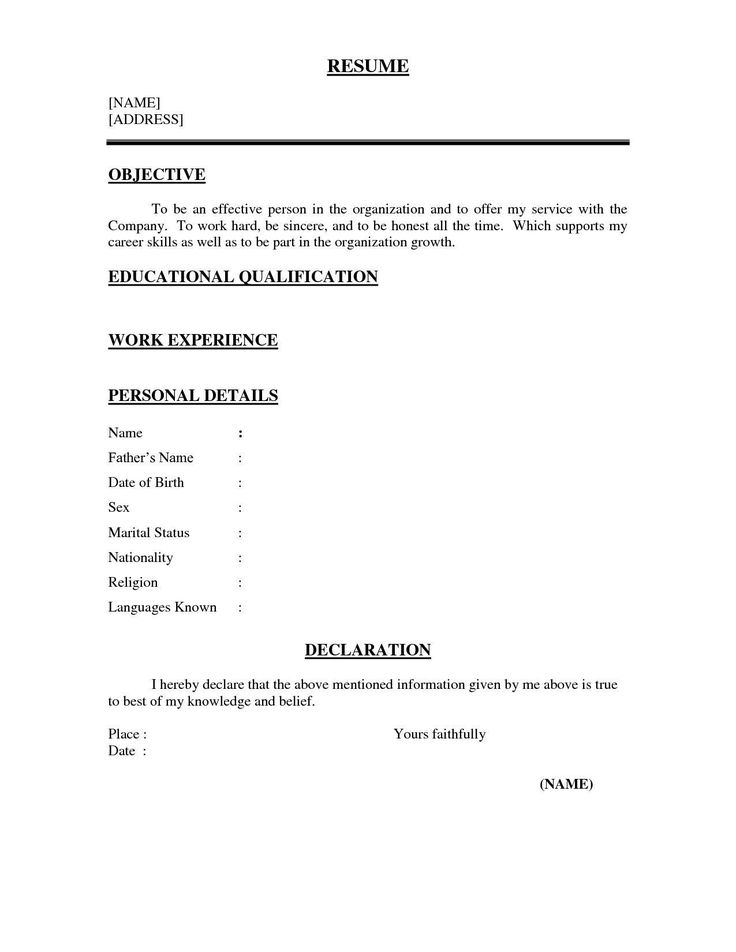 RESUME
[NAME]
[ADDRESS]
OBJECTIVE
To be an effective person in the organization and to offer my service with the
Company. To work hard, be sincere, and to be honest all the time. Which supports my
career skills as well as to be part in the organization growth.
EDUCATIONAL QUALIFICATION
WORK EXPERIENCE
PERSONAL DETAILS
Name :
Father's Name :
Date of Birth :
Sex :
Marital Status :
Nationality :
Religion :
Languages Known :
DECLARATION
I hereby declare that the above mentioned information given by me above is true
to best of my knowledge and belief.
Place : Yours faithfully
Date :
(NAME)